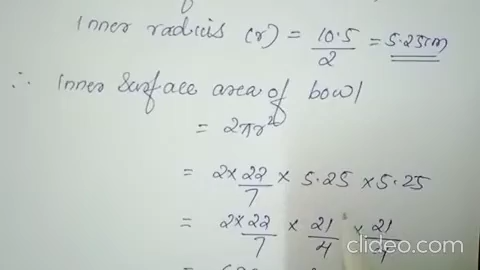 Inner radius (r) = 10.5/2 = 5.25cm
∴ Inner Surface area of bowl
= 2πr²
= 2×22/7 × 5.25 × 5.25
= 2×22/7 × 21/4 × 21/4
clideo.com